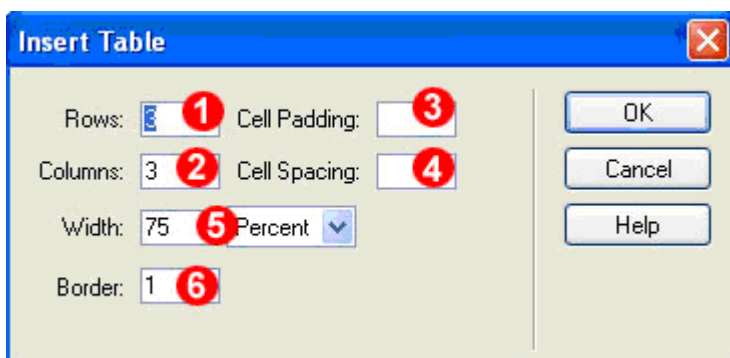 Insert Table
Rows: 3 1 Cell Padding: 3 OK
Columns: 3 2 Cell Spacing: 4 Cancel
Width: 75 5 Percent Help
Border: 1 6